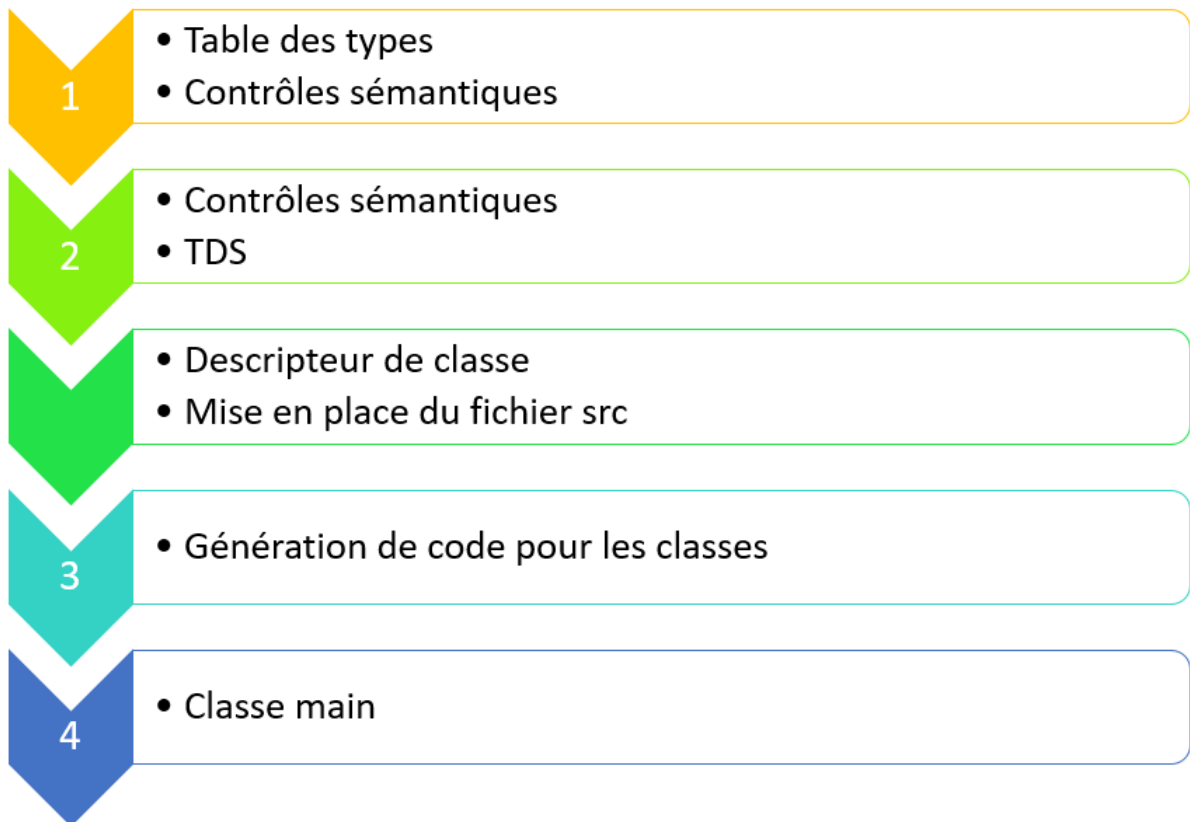 1
• Table des types
• Contrôles sémantiques
2
• Contrôles sémantiques
• TDS
• Descripteur de classe
• Mise en place du fichier src
3
• Génération de code pour les classes
4
• Classe main